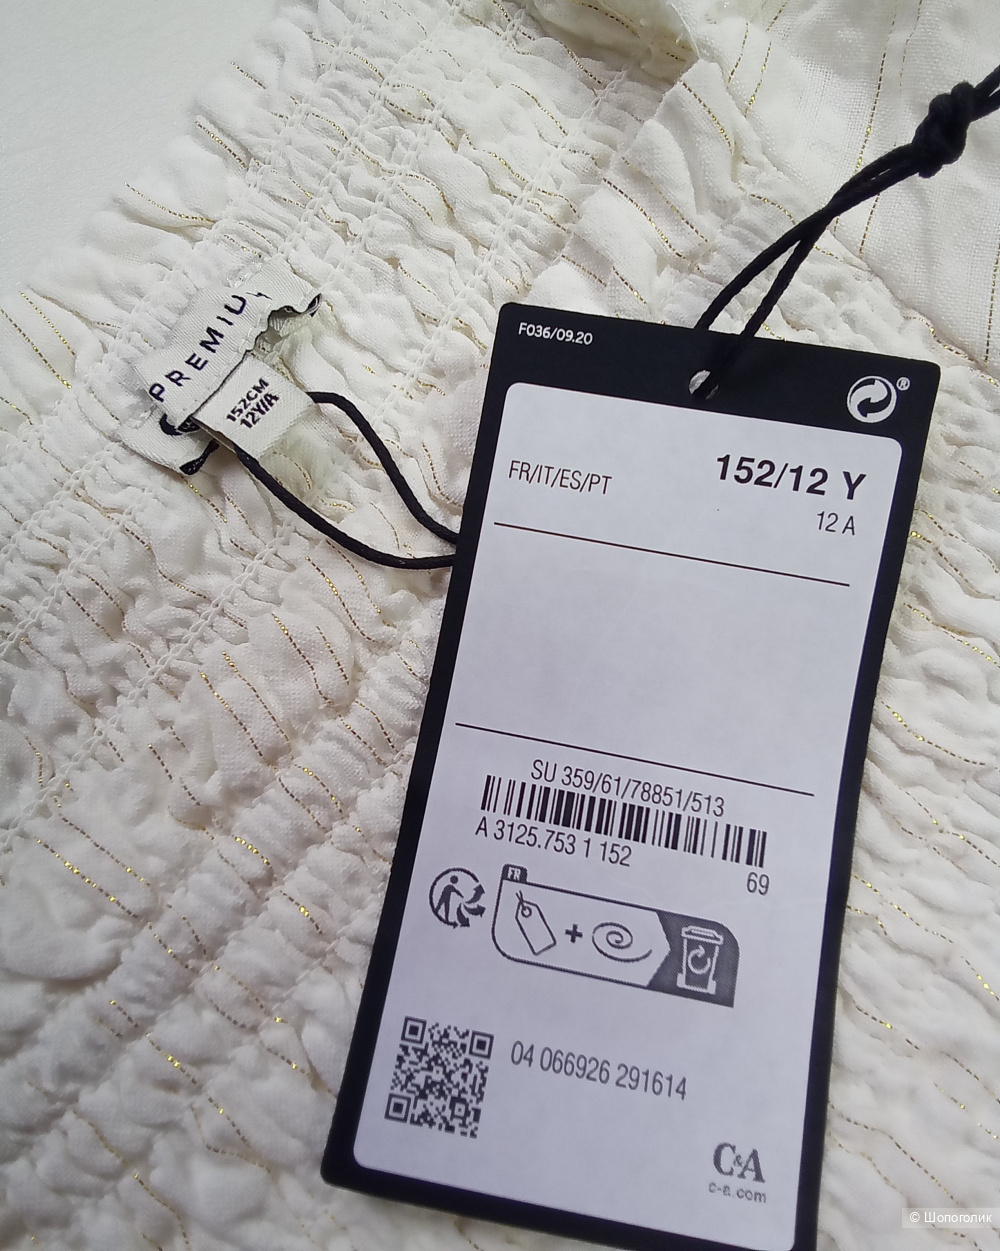 PREMIU
152CM
12Y/A
F036/09.20
®
FR/IT/ES/PT
152/12 Y
12 A
SU 359/61/78851/513
A 3125.753 1 152
69
FR
+
04 066926 291614
C&A
c-a.com
© Шопоголик